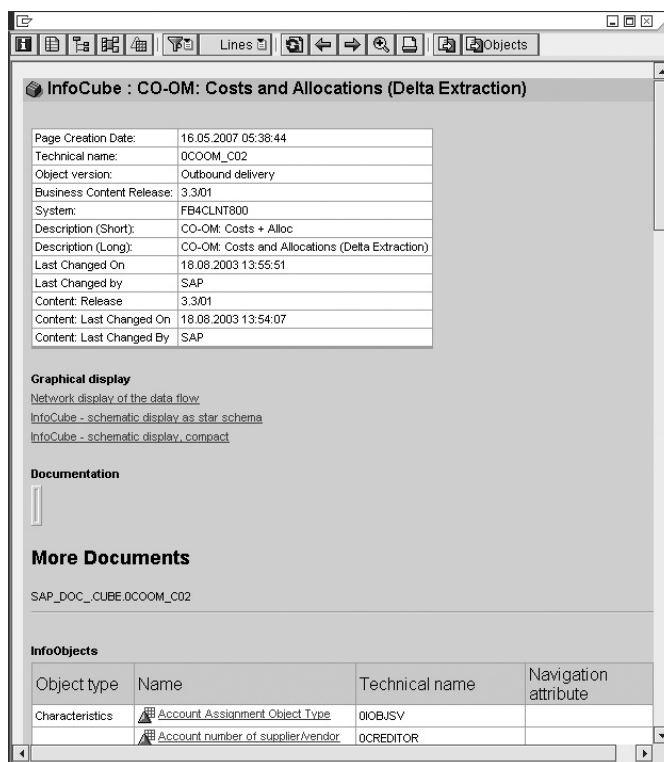 Lines
Objects
InfoCube : CO-OM: Costs and Allocations (Delta Extraction)
Page Creation Date: 16.05.2007 05:38:44
Technical name: 0COOM_C02
Object version: Outbound delivery
Business Content Release: 3.3/01
System: FB4CLNT800
Description (Short): CO-OM: Costs + Alloc
Description (Long): CO-OM: Costs and Allocations (Delta Extraction)
Last Changed On 18.08.2003 13:55:51
Last Changed by SAP
Content: Release 3.3/01
Content: Last Changed On 18.08.2003 13:54:07
Content: Last Changed By SAP
Graphical display
Network display of the data flow
InfoCube - schematic display as star schema
InfoCube - schematic display, compact
Documentation
More Documents
SAP_DOC_.CUBE.0COOM_C02
InfoObjects
Object type Name Technical name Navigation
attribute
Characteristics Account Assignment Object Type 0IOBJSV
Account number of supplier/vendor 0CREDITOR